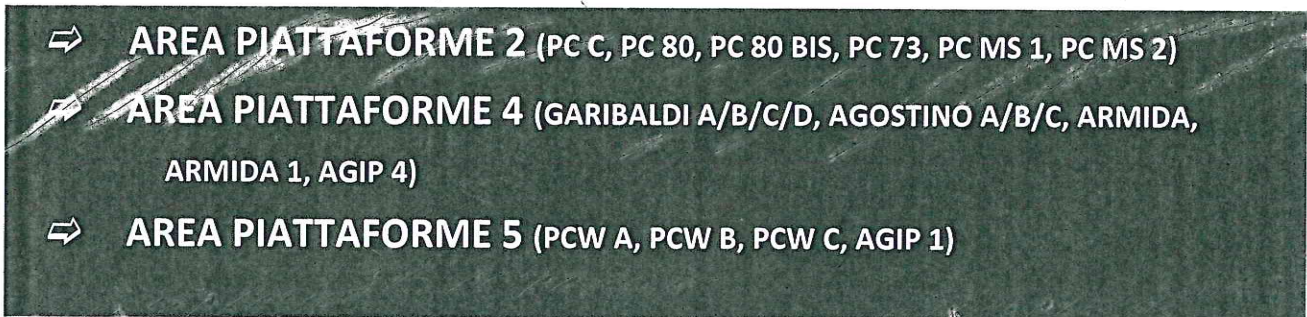 ⇨ AREA PIATTAFORME 2 (PC C, PC 80, PC 80 BIS, PC 73, PC MS 1, PC MS 2)
⇨ AREA PIATTAFORME 4 (GARIBALDI A/B/C/D, AGOSTINO A/B/C, ARMIDA,
ARMIDA 1, AGIP 4)
⇨ AREA PIATTAFORME 5 (PCW A, PCW B, PCW C, AGIP 1)